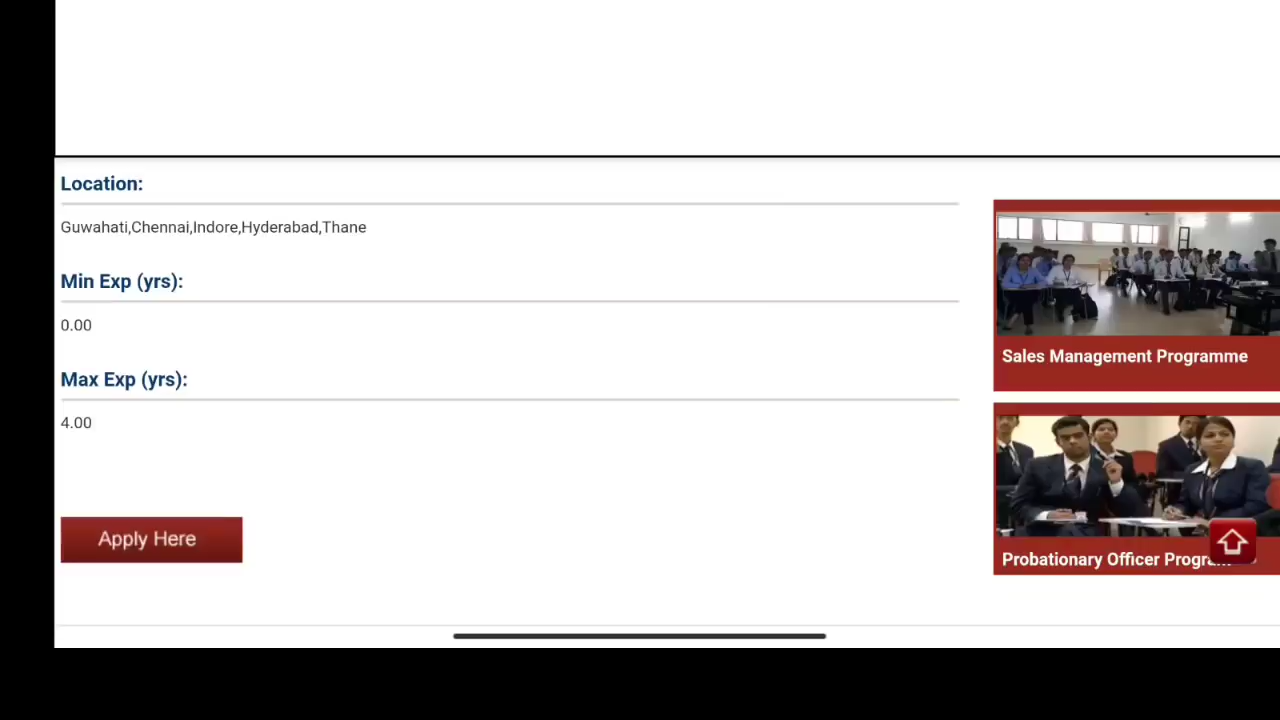 Location:
Guwahati,Chennai,Indore,Hyderabad,Thane
Min Exp (yrs):
0.00
Max Exp (yrs):
4.00
Apply Here
Sales Management Programme
Probationary Officer